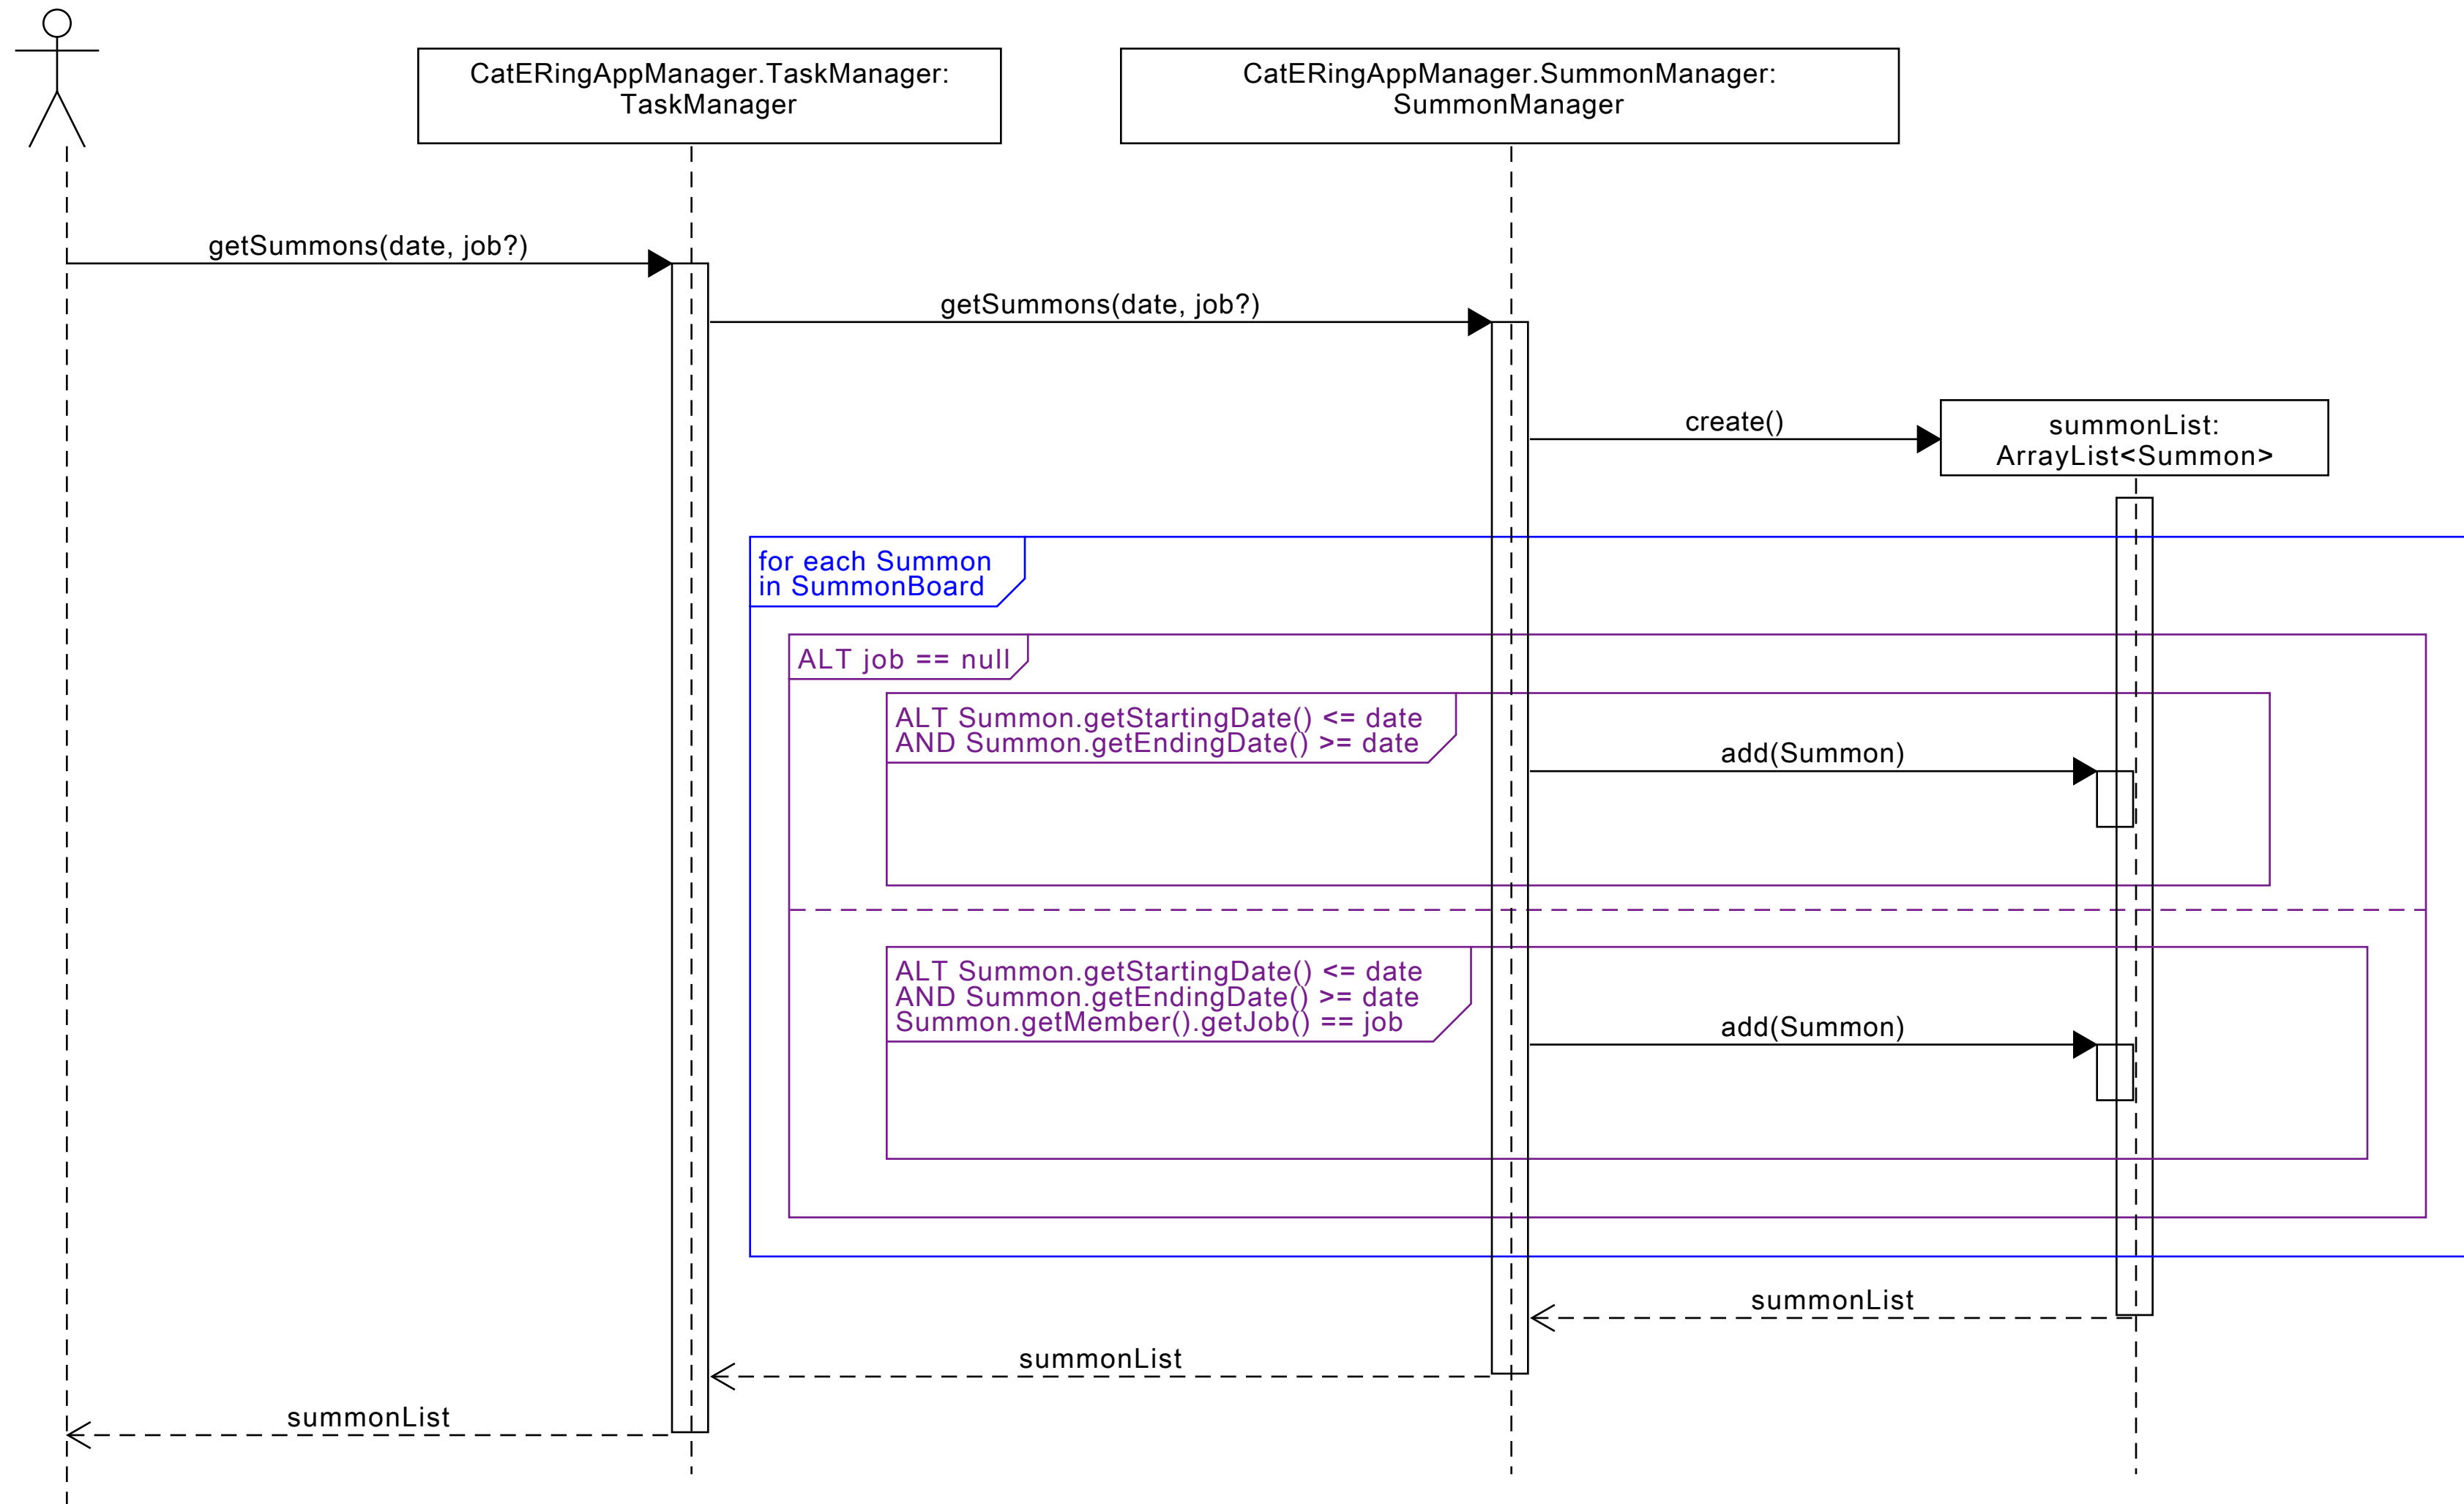 CatERingAppManager.TaskManager:
TaskManager
CatERingAppManager.SummonManager:
SummonManager
getSummons(date, job?)
getSummons(date, job?)
create()
summonList:
ArrayList<Summon>
for each Summon
in SummonBoard
ALT job == null
ALT Summon.getStartingDate() <= date
AND Summon.getEndingDate() >= date
add(Summon)
ALT Summon.getStartingDate() <= date
AND Summon.getEndingDate() >= date
Summon.getMember().getJob() == job
add(Summon)
summonList
summonList
summonList